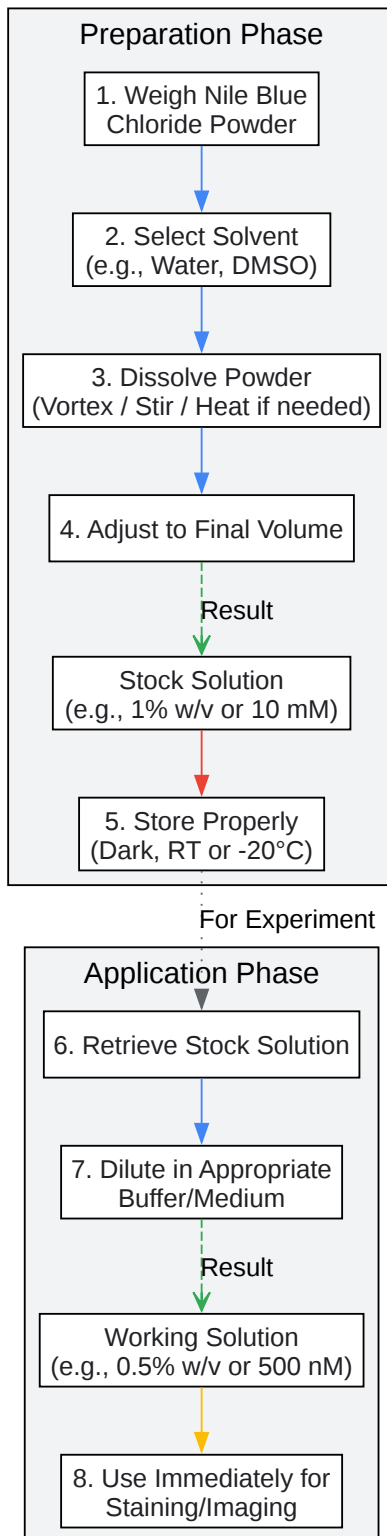 Preparation Phase
1. Weigh Nile Blue
Chloride Powder
2. Select Solvent
(e.g., Water, DMSO)
3. Dissolve Powder
(Vortex / Stir / Heat if needed)
4. Adjust to Final Volume
Result
Stock Solution
(e.g., 1% w/v or 10 mM)
5. Store Properly
(Dark, RT or -20°C)
For Experiment
Application Phase
6. Retrieve Stock Solution
7. Dilute in Appropriate
Buffer/Medium
Result
Working Solution
(e.g., 0.5% w/v or 500 nM)
8. Use Immediately for
Staining/Imaging